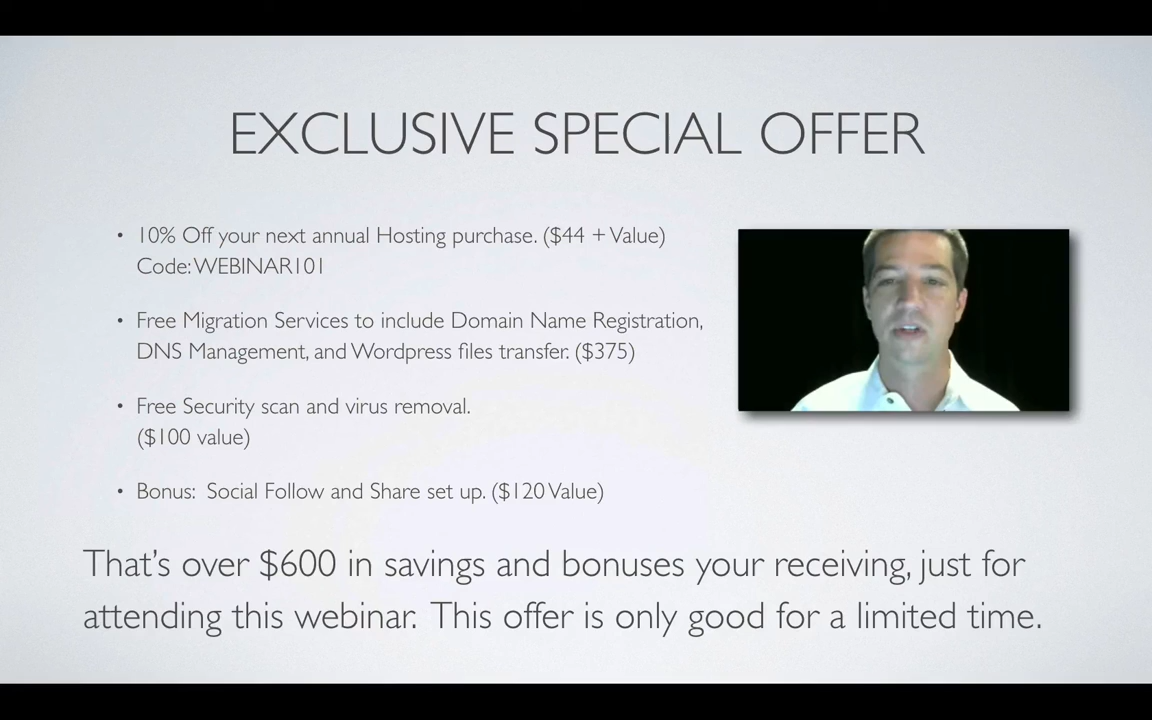 EXCLUSIVE SPECIAL OFFER
• 10% Off your next annual Hosting purchase. ($44 + Value)
Code: WEBINAR101
• Free Migration Services to include Domain Name Registration,
DNS Management, and Wordpress files transfer. ($375)
• Free Security scan and virus removal.
($100 value)
• Bonus: Social Follow and Share set up. ($120 Value)
That’s over $600 in savings and bonuses your receiving, just for
attending this webinar. This offer is only good for a limited time.